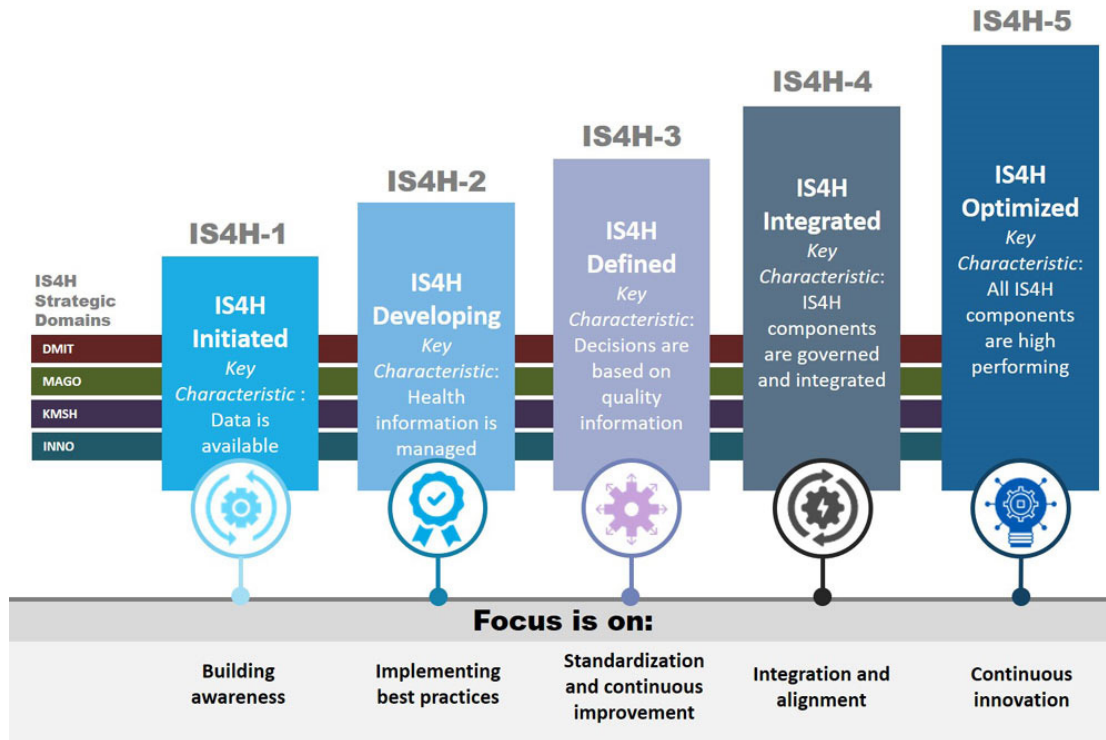 IS4H-1
IS4H-2
IS4H-3
IS4H-4
IS4H-5
IS4H
Strategic
Domains
DMIT
MAGO
KMSH
INNO
IS4H
Initiated
Key
Characteristic :
Data is
available
IS4H
Developing
Key
Characteristic:
Health
information is
managed
IS4H
Defined
Key
Characteristic:
Decisions are
based on
quality
information
IS4H
Integrated
Key
Characteristic:
IS4H
components
are governed
and integrated
IS4H
Optimized
Key
Characteristic:
All IS4H
components
are high
performing
Focus is on:
Building
awareness
Implementing
best practices
Standardization
and continuous
improvement
Integration and
alignment
Continuous
innovation